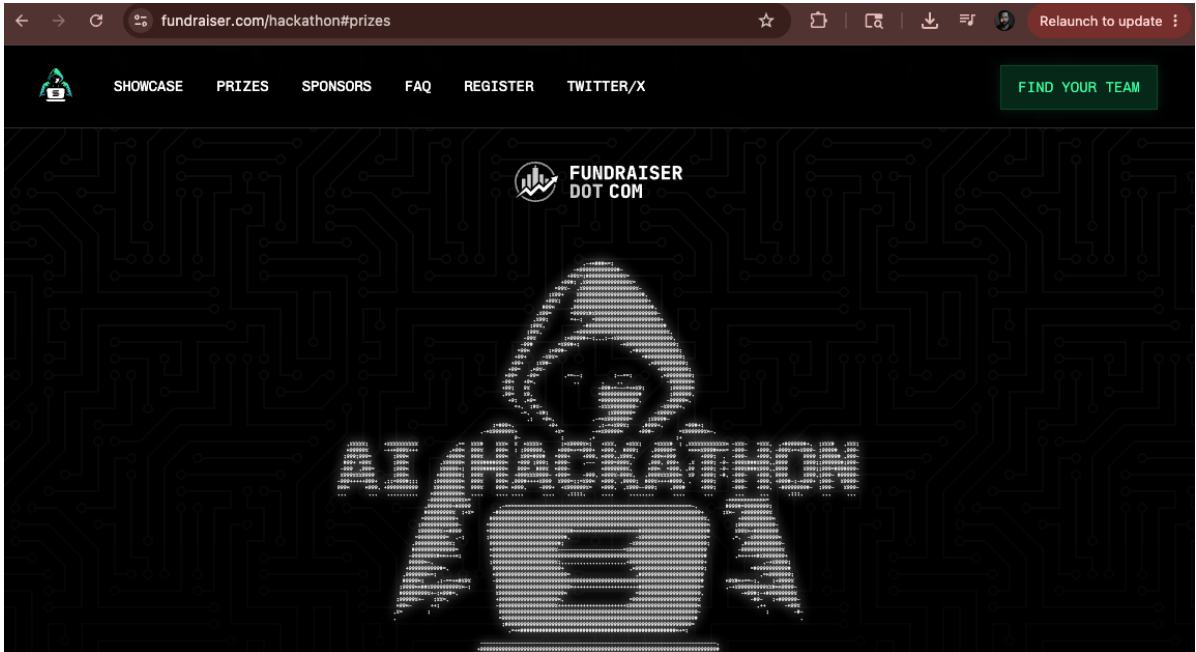 fundraiser.com/hackathon#prizes
Relaunch to update
SHOWCASE PRIZES SPONSORS FAQ REGISTER TWITTER/X
FIND YOUR TEAM
FUNDRAISER
DOT COM
AI HACKATHON